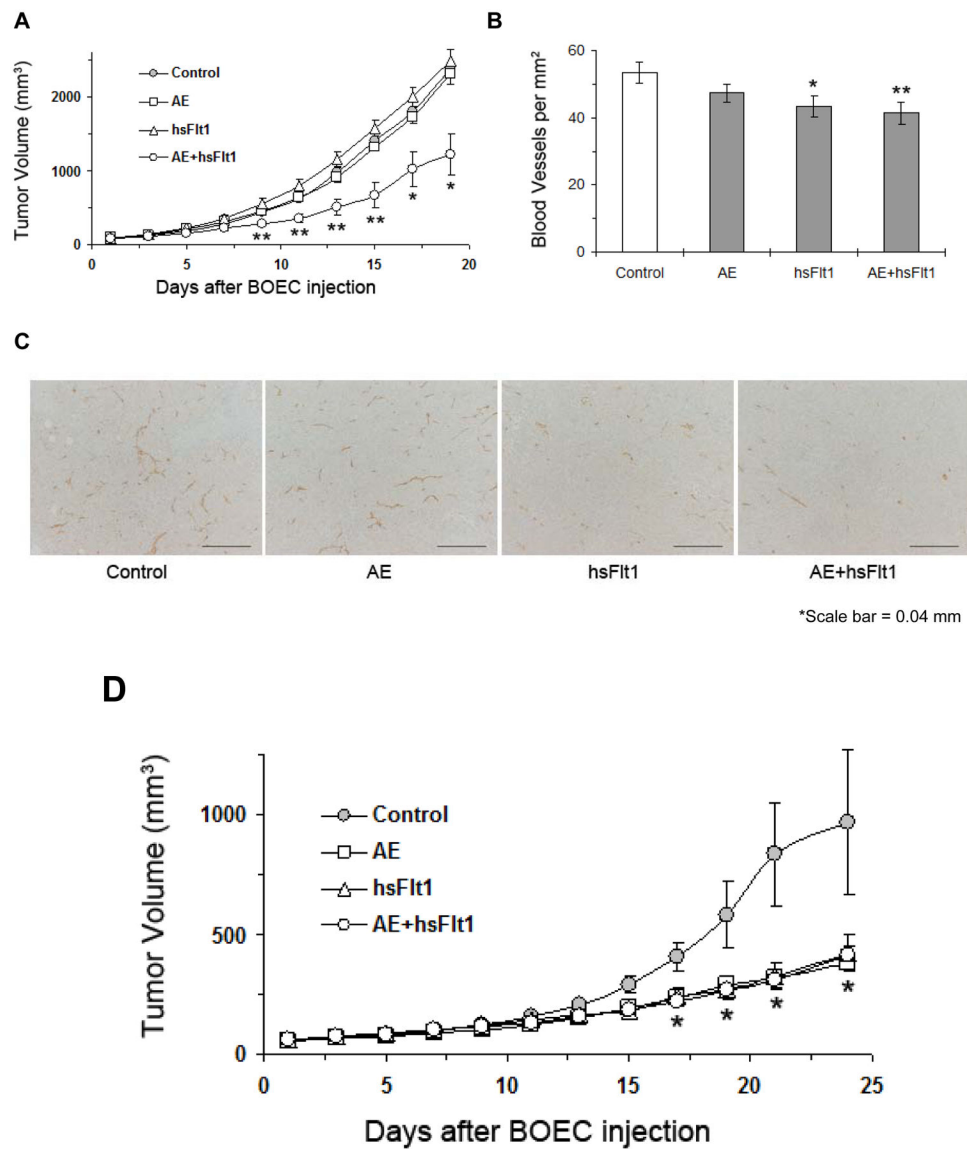 A
Tumor Volume (mm³)
2000
1000
0
Control
AE
hsFlt1
AE+hsFlt1
**
**
**
**
*
*
0
5
10
15
20
Days after BOEC injection
B
Blood Vessels per mm²
60
40
20
0
*
**
Control
AE
hsFlt1
AE+hsFlt1
C
Control
AE
hsFlt1
AE+hsFlt1
*Scale bar = 0.04 mm
D
Tumor Volume (mm³)
1000
500
0
Control
AE
hsFlt1
AE+hsFlt1
*
*
*
*
0
5
10
15
20
25
Days after BOEC injection